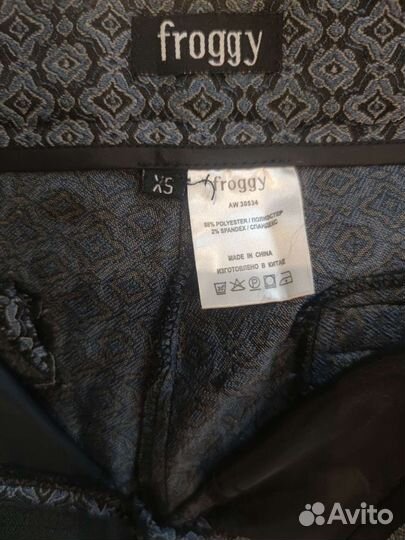 froggy
XS
froggy
AW 30534
98% POLYESTER / ПОЛИЭСТЕР
2% SPANDEX / СПАНДЕКС
MADE IN CHINA
ИЗГОТОВЛЕНО В КИТАЕ
Avito